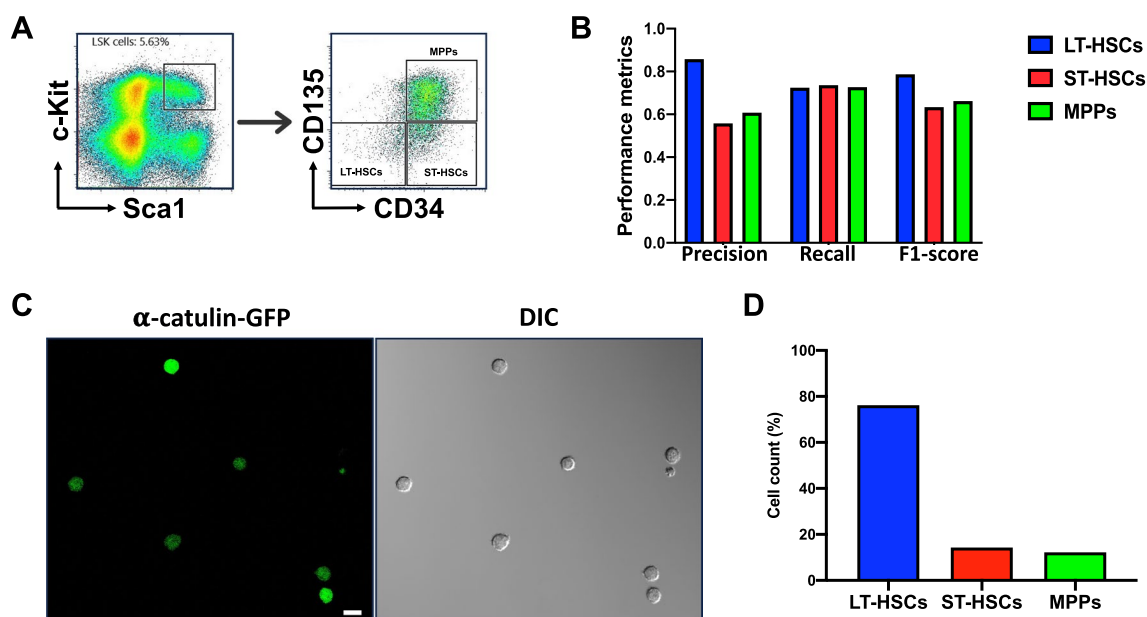 A
LSK cells: 5.63%
c-Kit
Sca1
MPPs
CD135
LT-HSCs
ST-HSCs
CD34
B
Performance metrics
1.0
0.8
0.6
0.4
0.2
0.0
Precision
Recall
F1-score
LT-HSCs
ST-HSCs
MPPs
C
α-catulin-GFP
DIC
D
Cell count (%)
100
80
60
40
20
0
LT-HSCs
ST-HSCs
MPPs